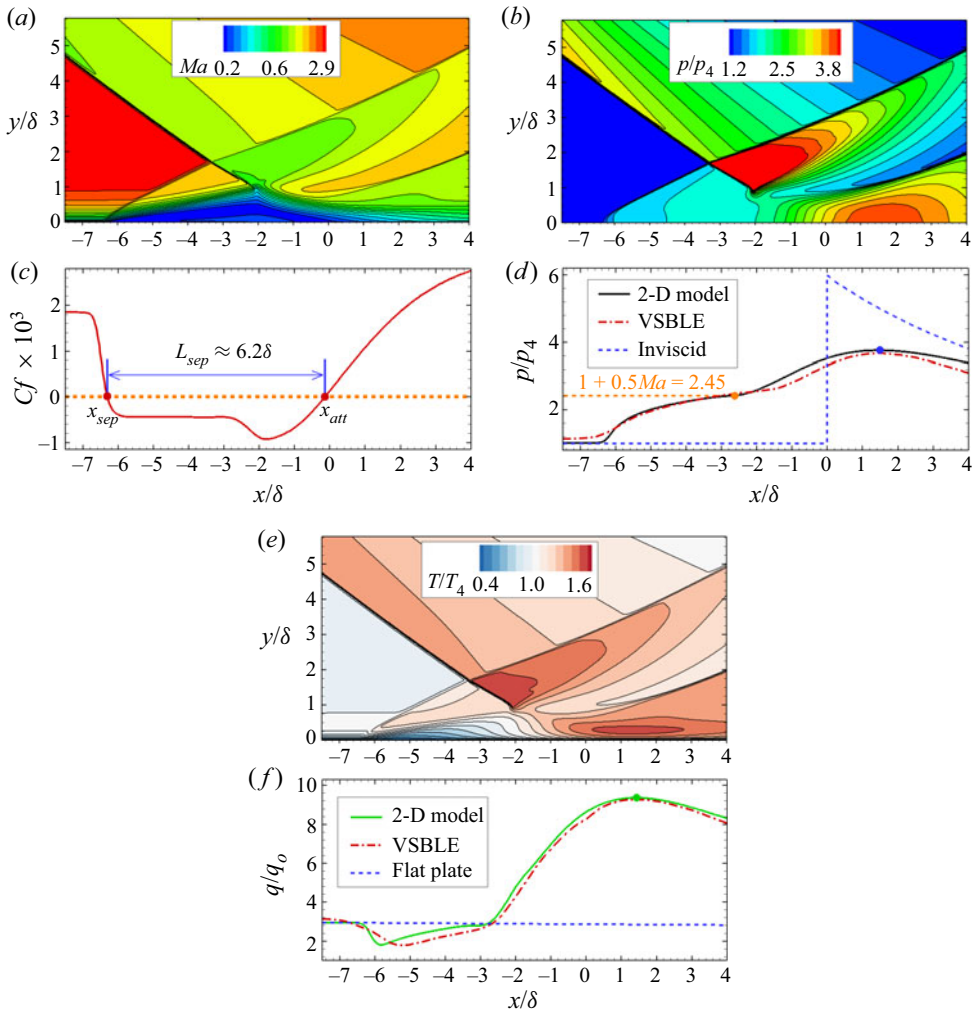 (a)
Ma
0.2 0.6 2.9
y/δ
5
4
3
2
1
0
–7 –6 –5 –4 –3 –2 –1 0 1 2 3 4
(b)
p/p4
1.2 2.5 3.8
y/δ
5
4
3
2
1
0
–7 –6 –5 –4 –3 –2 –1 0 1 2 3 4
(c)
Cf × 10³
2
1
0
–1
Lsep ≈ 6.2δ
xsep
xatt
–7 –6 –5 –4 –3 –2 –1 0 1 2 3 4
x/δ
(d)
p/p4
6
4
2
2-D model
VSBLE
Inviscid
1 + 0.5Ma = 2.45
–7 –6 –5 –4 –3 –2 –1 0 1 2 3 4
x/δ
(e)
T/T4
0.4 1.0 1.6
y/δ
5
4
3
2
1
0
–7 –6 –5 –4 –3 –2 –1 0 1 2 3 4
(f)
q/qo
10
8
6
4
2
2-D model
VSBLE
Flat plate
–7 –6 –5 –4 –3 –2 –1 0 1 2 3 4
x/δ